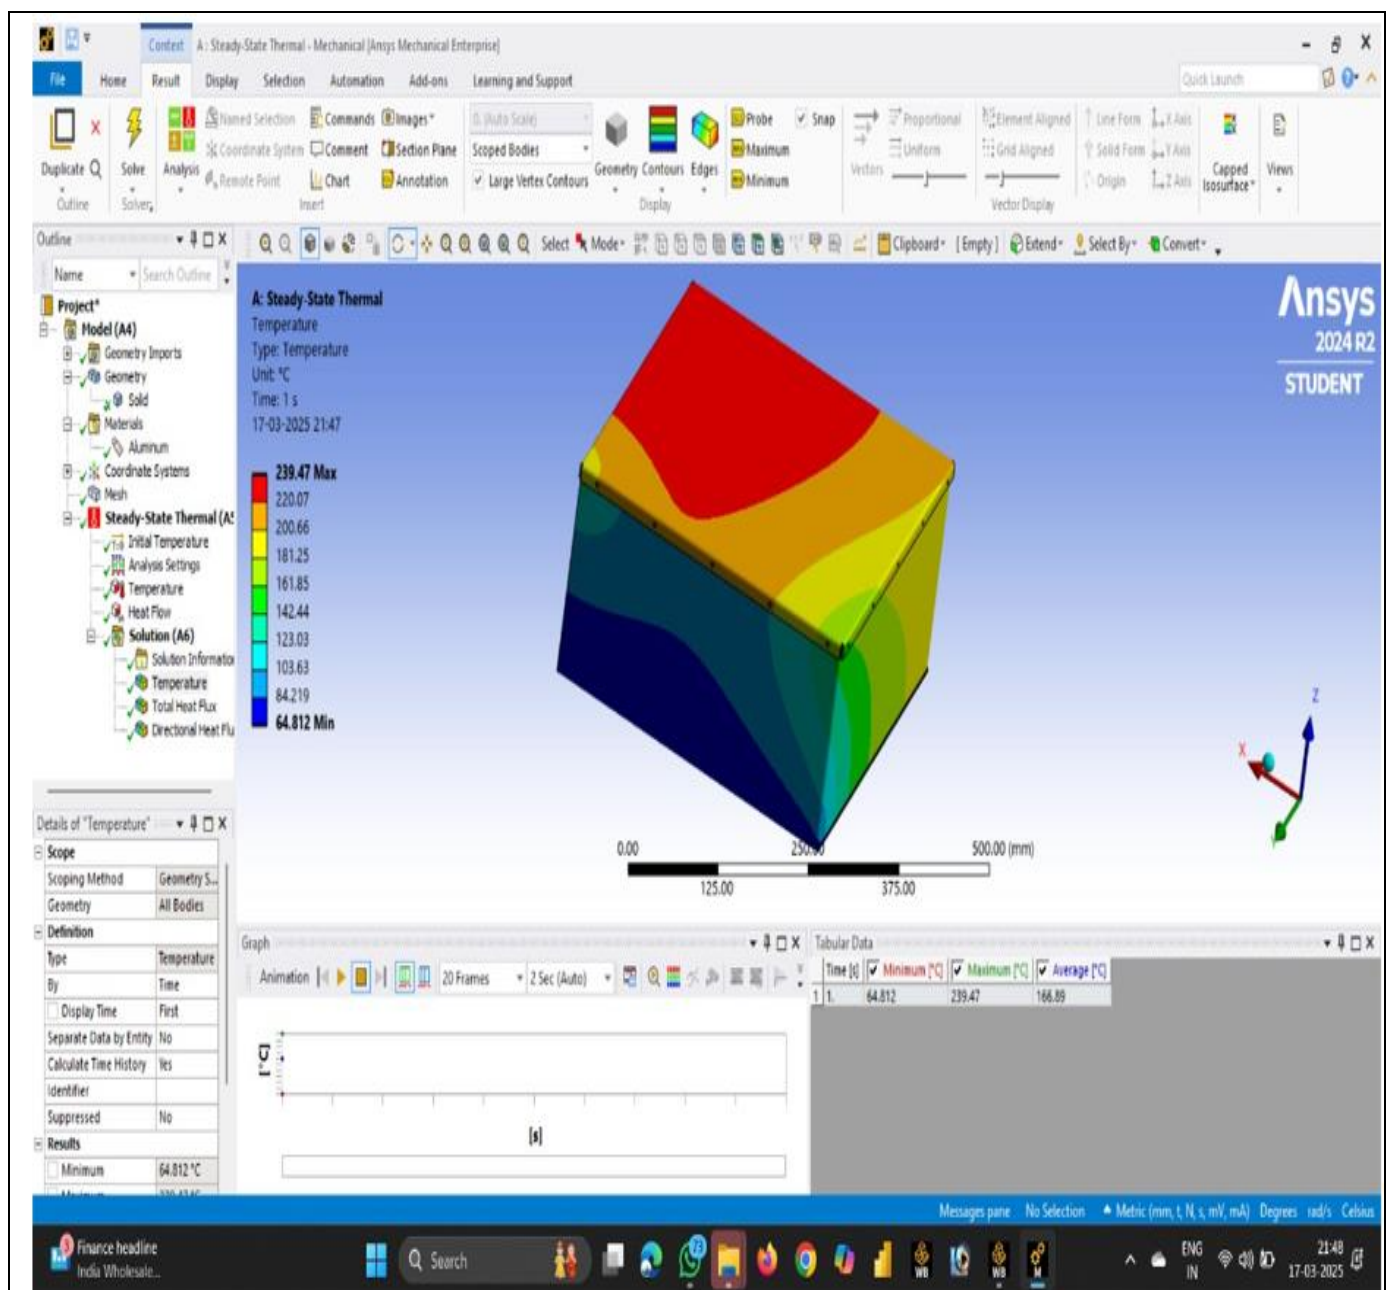 Context A : Steady-State Thermal - Mechanical [Ansys Mechanical Enterprise]
File Home Result Display Selection Automation Add-ons Learning and Support Quick Launch
Named Selection Commands Images* 0. (Auto Scale) Probe Snap Proportional Element Aligned Line Form X Axis
Coordinate System Comment Section Plane Scoped Bodies Maximum Uniform Grid Aligned Solid Form Y Axis
Duplicate Q Solve Analysis Remote Point Chart Annotation Large Vertex Contours Geometry Contours Edges Minimum Vectors Origin Z Axis Capped Isosurface Views
Outline Solver Insert Display Vector Display
Outline Select Mode Clipboard [Empty] Extend Select By Convert
Name Search Outline
Project*
Model (A4)
Geometry Imports
Geometry
Solid
Materials
Aluminum
Coordinate Systems
Mesh
Steady-State Thermal (A5
Initial Temperature
Analysis Settings
Temperature
Heat Flow
Solution (A6)
Solution Information
Temperature
Total Heat Flux
Directional Heat Flu
A: Steady-State Thermal
Temperature
Type: Temperature
Unit: °C
Time: 1 s
17-03-2025 21:47
239.47 Max
220.07
200.66
181.25
161.85
142.44
123.03
103.63
84.219
64.812 Min
Ansys
2024 R2
STUDENT
Z
X
Y
0.00 250.00 500.00 (mm)
125.00 375.00
Details of "Temperature"
Scope
Scoping Method Geometry S...
Geometry All Bodies
Definition
Type Temperature
By Time
Display Time First
Separate Data by Entity No
Calculate Time History Yes
Identifier
Suppressed No
Results
Minimum 64.812 °C
Graph
Animation 20 Frames 2 Sec (Auto)
[°C]
[s]
Tabular Data
Time [s] Minimum [°C] Maximum [°C] Average [°C]
1 1. 64.812 239.47 166.89
Messages pane No Selection Metric (mm, t, N, s, mV, mA) Degrees rad/s Celsius
Finance headline
India Wholesale...
Search
ENG
IN
21:48
17-03-2025